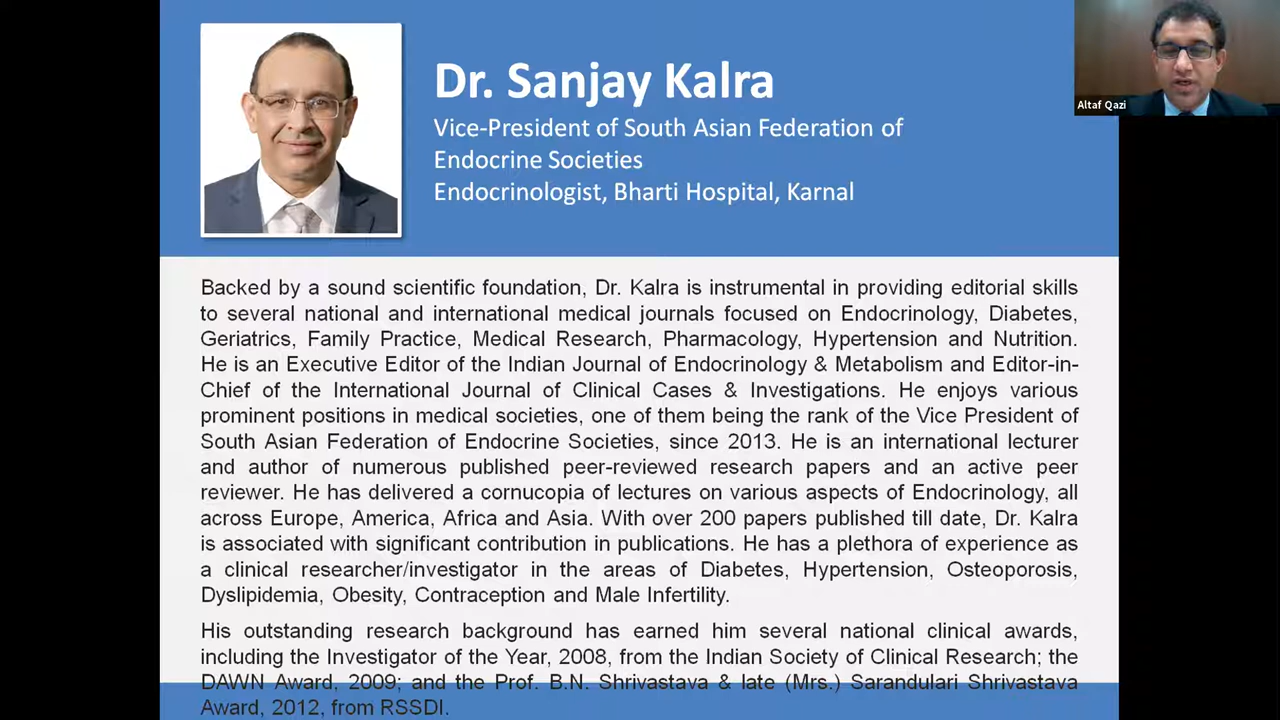 Dr. Sanjay Kalra
Vice-President of South Asian Federation of
Endocrine Societies
Endocrinologist, Bharti Hospital, Karnal
Altaf Qazi
Backed by a sound scientific foundation, Dr. Kalra is instrumental in providing editorial skills
to several national and international medical journals focused on Endocrinology, Diabetes,
Geriatrics, Family Practice, Medical Research, Pharmacology, Hypertension and Nutrition.
He is an Executive Editor of the Indian Journal of Endocrinology & Metabolism and Editor-in-
Chief of the International Journal of Clinical Cases & Investigations. He enjoys various
prominent positions in medical societies, one of them being the rank of the Vice President of
South Asian Federation of Endocrine Societies, since 2013. He is an international lecturer
and author of numerous published peer-reviewed research papers and an active peer
reviewer. He has delivered a cornucopia of lectures on various aspects of Endocrinology, all
across Europe, America, Africa and Asia. With over 200 papers published till date, Dr. Kalra
is associated with significant contribution in publications. He has a plethora of experience as
a clinical researcher/investigator in the areas of Diabetes, Hypertension, Osteoporosis,
Dyslipidemia, Obesity, Contraception and Male Infertility.
His outstanding research background has earned him several national clinical awards,
including the Investigator of the Year, 2008, from the Indian Society of Clinical Research; the
DAWN Award, 2009; and the Prof. B.N. Shrivastava & late (Mrs.) Sarandulari Shrivastava
Award, 2012, from RSSDI.